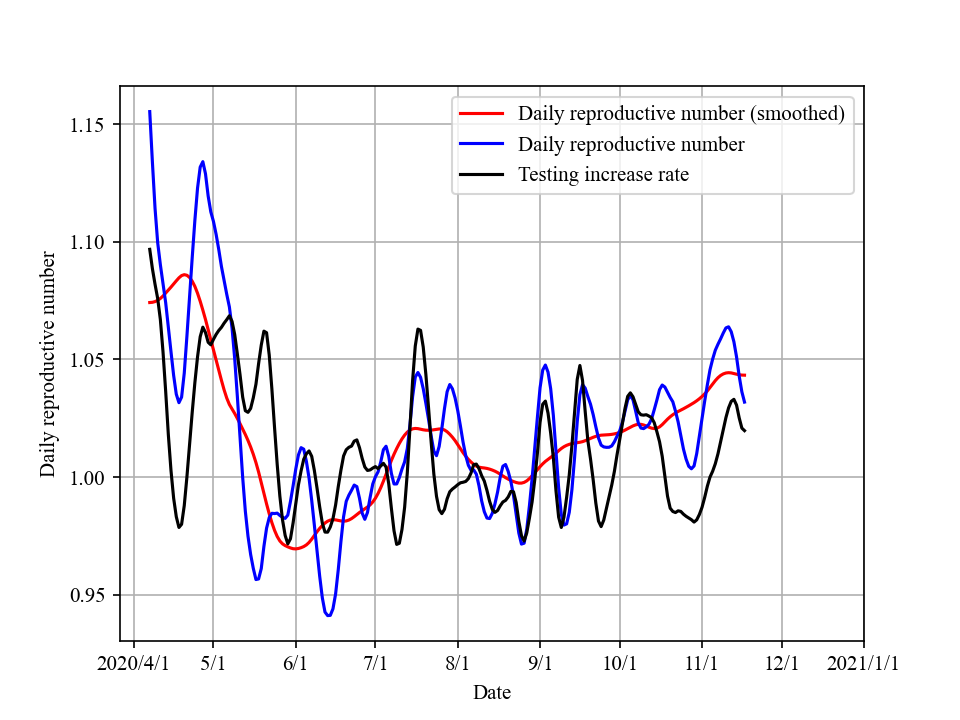 Daily reproductive number (smoothed)
Daily reproductive number
Testing increase rate
Daily reproductive number
1.15
1.10
1.05
1.00
0.95
2020/4/1 5/1 6/1 7/1 8/1 9/1 10/1 11/1 12/1 2021/1/1
Date